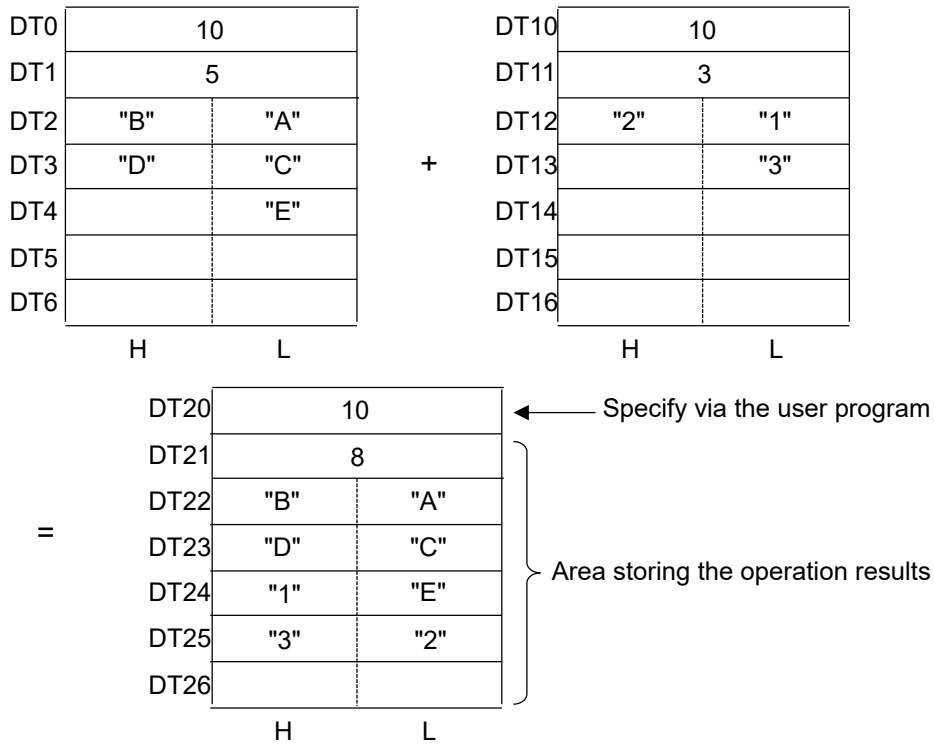 DT0 10 DT10 10
DT1 5 DT11 3
DT2 "B" "A" DT12 "2" "1"
DT3 "D" "C" + DT13 "3"
DT4 "E" DT14
DT5 DT15
DT6 DT16
H L H L
DT20 10 Specify via the user program
DT21 8
DT22 "B" "A"
= DT23 "D" "C"
DT24 "1" "E" Area storing the operation results
DT25 "3" "2"
DT26
H L